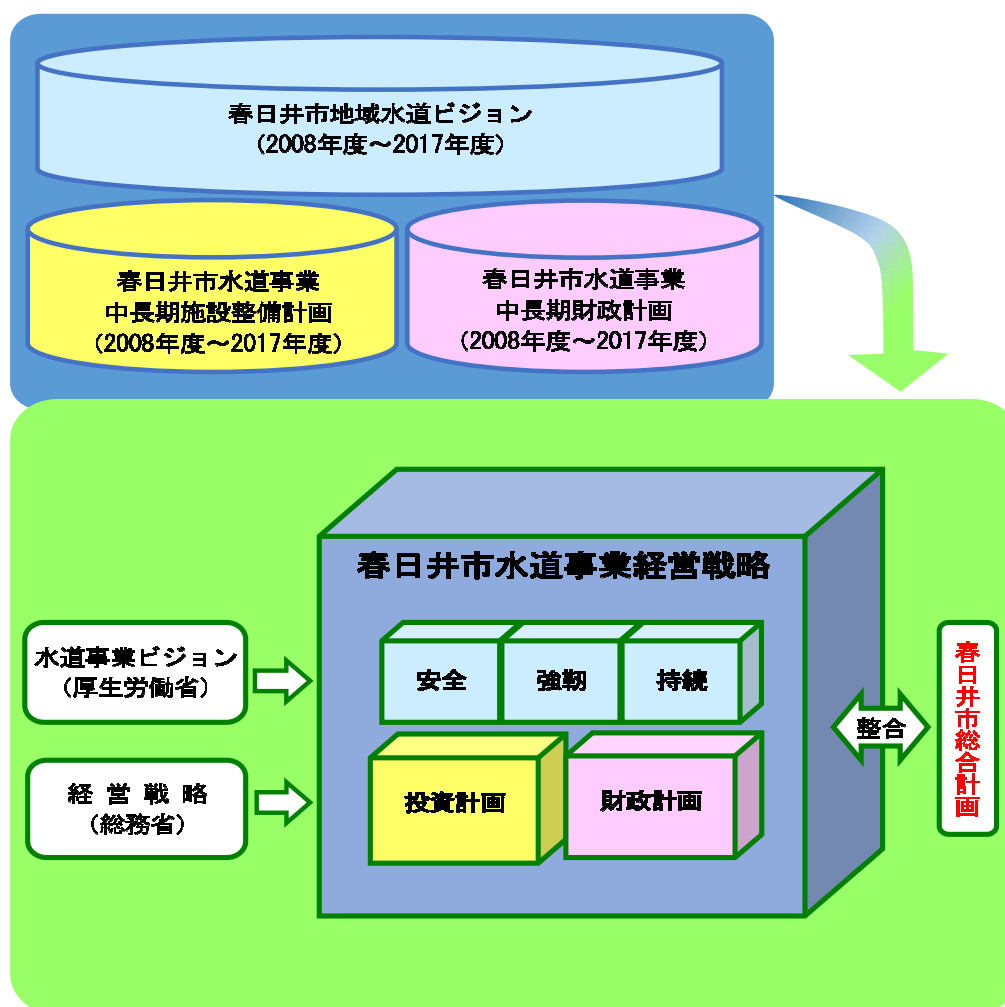 春日井市地域水道ビジョン
（2008年度～2017年度）
春日井市水道事業
中長期施設整備計画
（2008年度～2017年度）
春日井市水道事業
中長期財政計画
（2008年度～2017年度）
春日井市水道事業経営戦略
水道事業ビジョン
（厚生労働省）
安全
強靭
持続
経 営 戦 略
（総務省）
投資計画
財政計画
整合
春日井市総合計画